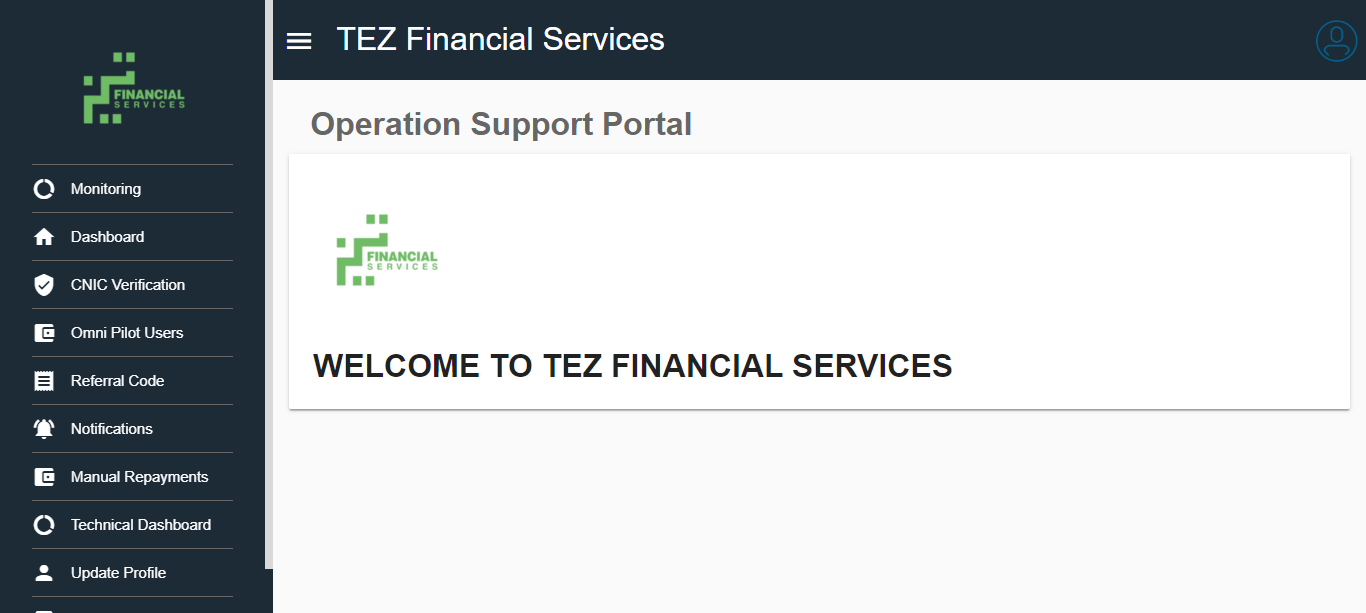 FINANCIAL
SERVICES
Monitoring
Dashboard
CNIC Verification
Omni Pilot Users
Referral Code
Notifications
Manual Repayments
Technical Dashboard
Update Profile
TEZ Financial Services
Operation Support Portal
FINANCIAL
SERVICES
WELCOME TO TEZ FINANCIAL SERVICES